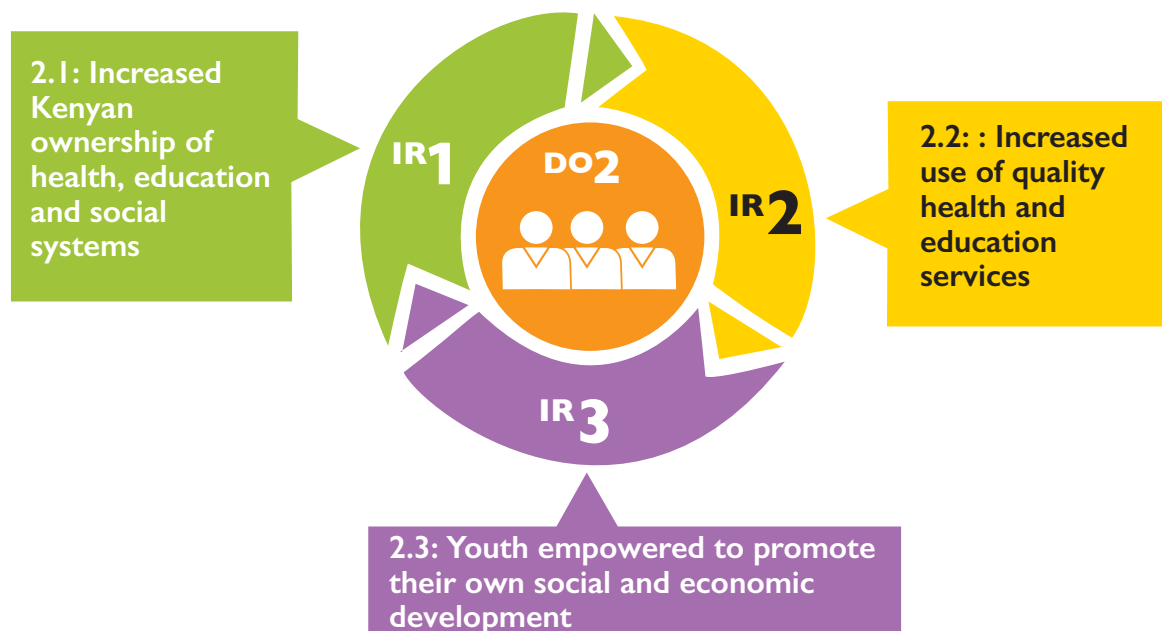 2.1: Increased
Kenyan
ownership of
health, education
and social
systems
IR1
DO2
IR2
2.2: : Increased
use of quality
health and
education
services
IR3
2.3: Youth empowered to promote
their own social and economic
development